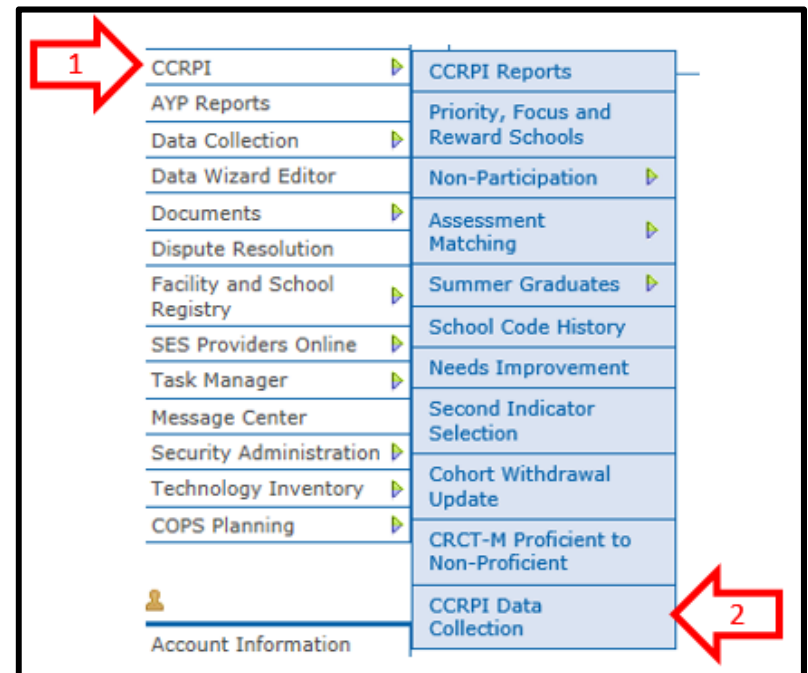 1
CCRPI
AYP Reports
Data Collection
Data Wizard Editor
Documents
Dispute Resolution
Facility and School
Registry
SES Providers Online
Task Manager
Message Center
Security Administration
Technology Inventory
COPS Planning
Account Information
CCRPI Reports
Priority, Focus and
Reward Schools
Non-Participation
Assessment
Matching
Summer Graduates
School Code History
Needs Improvement
Second Indicator
Selection
Cohort Withdrawal
Update
CRCT-M Proficient to
Non-Proficient
CCRPI Data
Collection
2